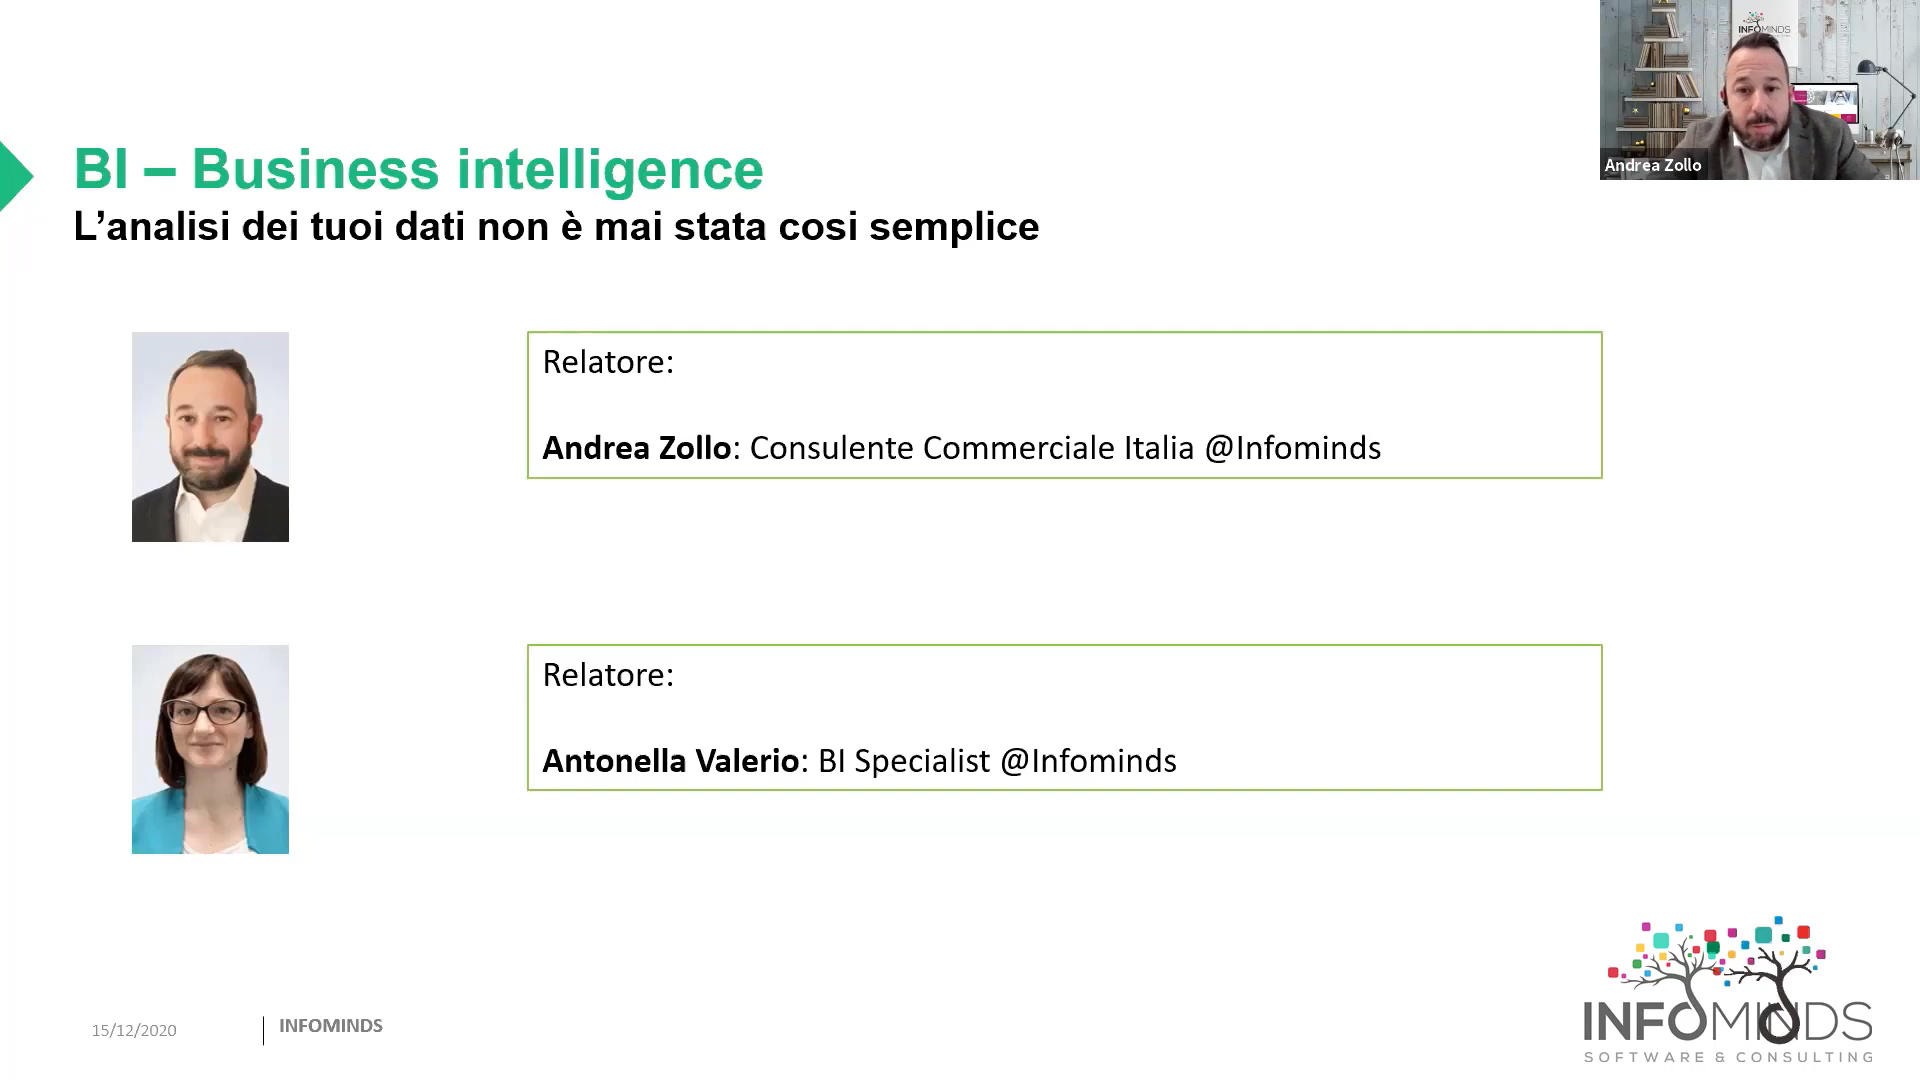 INFOMINDS
Andrea Zollo
BI – Business intelligence
L’analisi dei tuoi dati non è mai stata cosi semplice
Relatore:
Andrea Zollo: Consulente Commerciale Italia @Infominds
Relatore:
Antonella Valerio: BI Specialist @Infominds
15/12/2020
INFOMINDS
INFOMINDS
SOFTWARE & CONSULTING